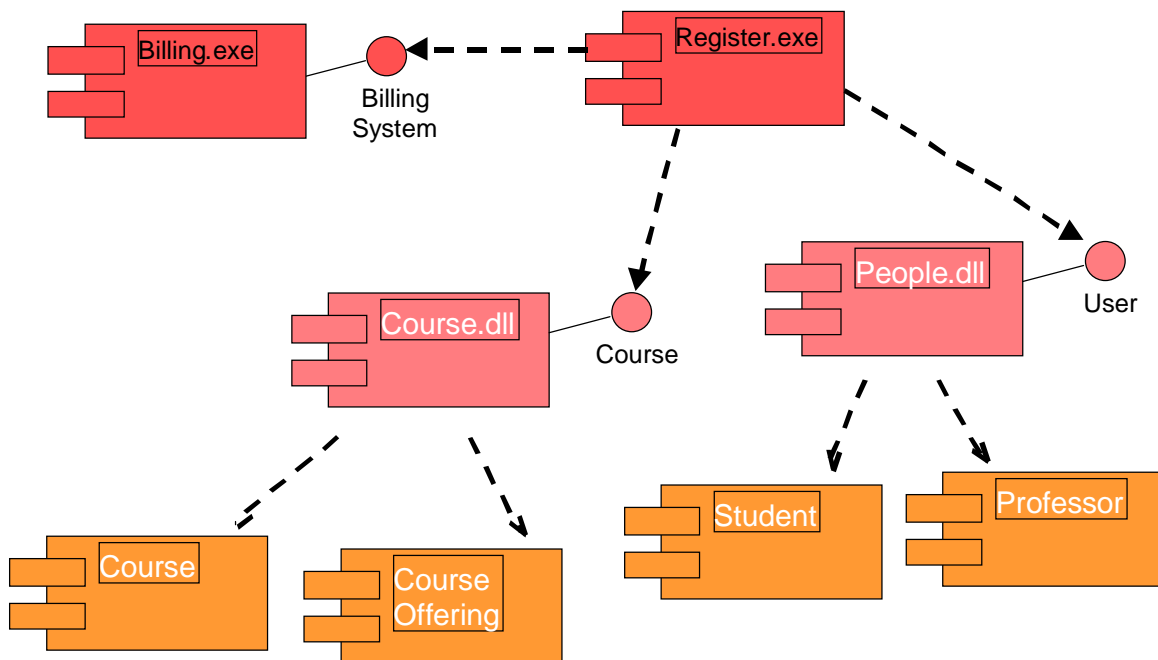 Billing.exe
Register.exe
Billing
System
People.dll
User
Course.dll
Course
Student
Professor
Course
Course
Offering